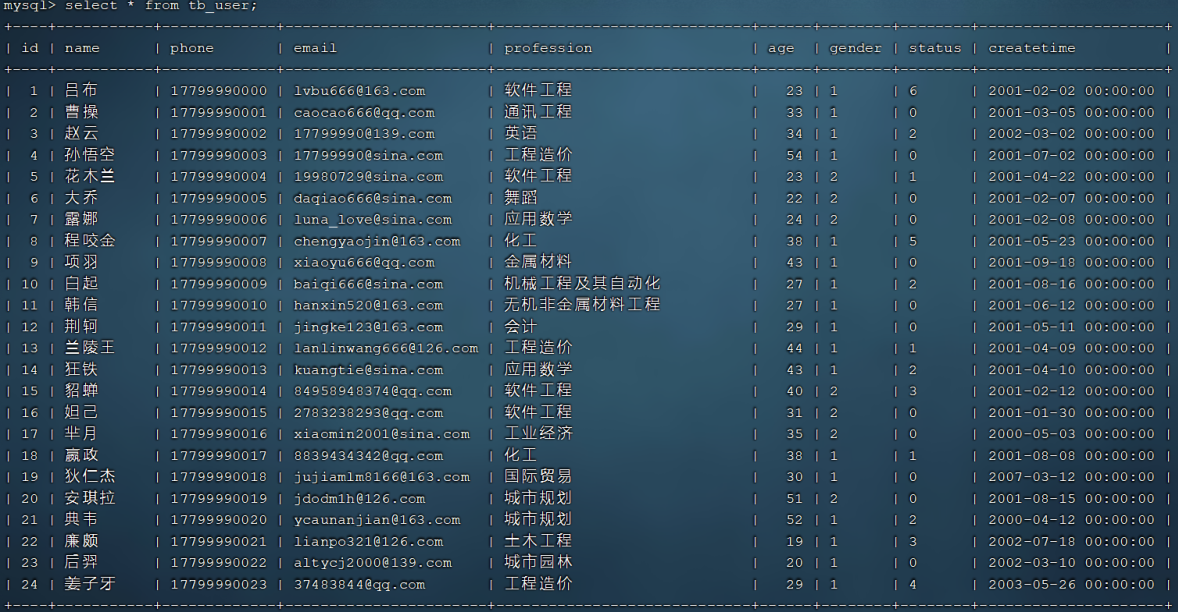 mysql> select * from tb_user;
+----+-----------+-------------+-----------------------+-----------------------------+------+--------+--------+---------------------+
| id | name | phone | email | profession | age | gender | status | createtime |
+----+-----------+-------------+-----------------------+-----------------------------+------+--------+--------+---------------------+
| 1 | 吕布 | 17799990000 | lvbu666@163.com | 软件工程 | 23 | 1 | 6 | 2001-02-02 00:00:00 |
| 2 | 曹操 | 17799990001 | caocao666@qq.com | 通讯工程 | 33 | 1 | 0 | 2001-03-05 00:00:00 |
| 3 | 赵云 | 17799990002 | 17799990@139.com | 英语 | 34 | 1 | 2 | 2002-03-02 00:00:00 |
| 4 | 孙悟空 | 17799990003 | 17799990@sina.com | 工程造价 | 54 | 1 | 0 | 2001-07-02 00:00:00 |
| 5 | 花木兰 | 17799990004 | 19980729@sina.com | 软件工程 | 23 | 2 | 1 | 2001-04-22 00:00:00 |
| 6 | 大乔 | 17799990005 | daqiao666@sina.com | 舞蹈 | 22 | 2 | 0 | 2001-02-07 00:00:00 |
| 7 | 露娜 | 17799990006 | luna_love@sina.com | 应用数学 | 24 | 2 | 0 | 2001-02-08 00:00:00 |
| 8 | 程咬金 | 17799990007 | chengyaojin@163.com | 化工 | 38 | 1 | 5 | 2001-05-23 00:00:00 |
| 9 | 项羽 | 17799990008 | xiaoyu666@qq.com | 金属材料 | 43 | 1 | 0 | 2001-09-18 00:00:00 |
| 10 | 白起 | 17799990009 | baiqi666@sina.com | 机械工程及其自动化 | 27 | 1 | 2 | 2001-08-16 00:00:00 |
| 11 | 韩信 | 17799990010 | hanxin520@163.com | 无机非金属材料工程 | 27 | 1 | 0 | 2001-06-12 00:00:00 |
| 12 | 荆轲 | 17799990011 | jingke123@163.com | 会计 | 29 | 1 | 0 | 2001-05-11 00:00:00 |
| 13 | 兰陵王 | 17799990012 | lanlinwang666@126.com | 工程造价 | 44 | 1 | 1 | 2001-04-09 00:00:00 |
| 14 | 狂铁 | 17799990013 | kuangtie@sina.com | 应用数学 | 43 | 1 | 2 | 2001-04-10 00:00:00 |
| 15 | 貂蝉 | 17799990014 | 84958948374@qq.com | 软件工程 | 40 | 2 | 3 | 2001-02-12 00:00:00 |
| 16 | 妲己 | 17799990015 | 2783238293@qq.com | 软件工程 | 31 | 2 | 0 | 2001-01-30 00:00:00 |
| 17 | 芈月 | 17799990016 | xiaomin2001@sina.com | 工业经济 | 35 | 2 | 0 | 2000-05-03 00:00:00 |
| 18 | 嬴政 | 17799990017 | 8839434342@qq.com | 化工 | 38 | 1 | 1 | 2001-08-08 00:00:00 |
| 19 | 狄仁杰 | 17799990018 | jujiamlm8166@163.com | 国际贸易 | 30 | 1 | 0 | 2007-03-12 00:00:00 |
| 20 | 安琪拉 | 17799990019 | jdodm1h@126.com | 城市规划 | 51 | 2 | 0 | 2001-08-15 00:00:00 |
| 21 | 典韦 | 17799990020 | ycaunanjian@163.com | 城市规划 | 52 | 1 | 2 | 2000-04-12 00:00:00 |
| 22 | 廉颇 | 17799990021 | lianpo321@126.com | 土木工程 | 19 | 1 | 3 | 2002-07-18 00:00:00 |
| 23 | 后羿 | 17799990022 | altycj2000@139.com | 城市园林 | 20 | 1 | 0 | 2002-03-10 00:00:00 |
| 24 | 姜子牙 | 17799990023 | 37483844@qq.com | 工程造价 | 29 | 1 | 4 | 2003-05-26 00:00:00 |
+----+-----------+-------------+-----------------------+-----------------------------+------+--------+--------+---------------------+